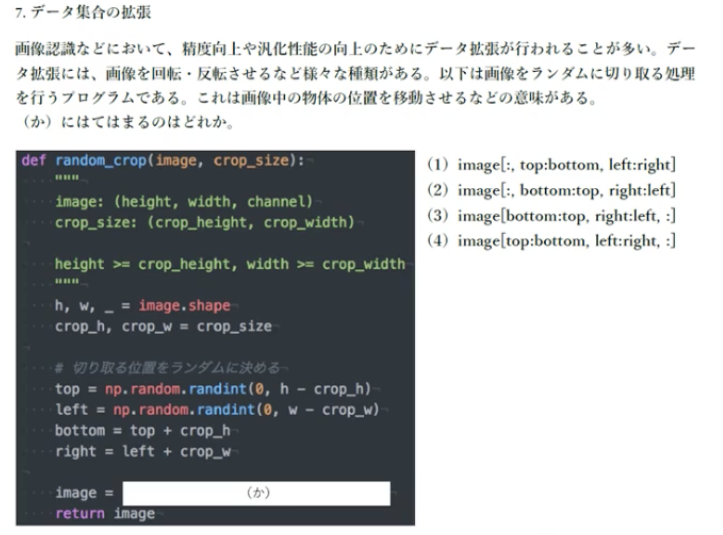 7. データ集合の拡張
画像認識などにおいて、精度向上や汎化性能の向上のためにデータ拡張が行われることが多い。デー
タ拡張には、画像を回転・反転させるなど様々な種類がある。以下は画像をランダムに切り取る処理
を行うプログラムである。これは画像中の物体の位置を移動させるなどの意味がある。
（か）にはてはまるのはどれか。
def random_crop(image, crop_size):
"""
image: (height, width, channel)
crop_size: (crop_height, crop_width)
height >= crop_height, width >= crop_width
"""
h, w, _ = image.shape
crop_h, crop_w = crop_size
# 切り取る位置をランダムに決める
top = np.random.randint(0, h - crop_h)
left = np.random.randint(0, w - crop_w)
bottom = top + crop_h
right = left + crop_w
image = （か）
return image
（1）image[:, top:bottom, left:right]
（2）image[:, bottom:top, right:left]
（3）image[bottom:top, right:left, :]
（4）image[top:bottom, left:right, :]